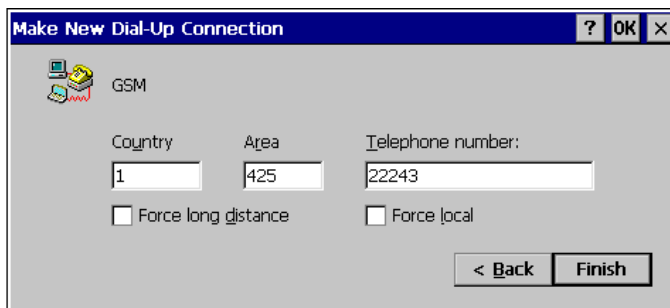 Make New Dial-Up Connection ? OK ×
GSM
Country Area Telephone number:
1 425 22243
Force long distance Force local
< Back Finish